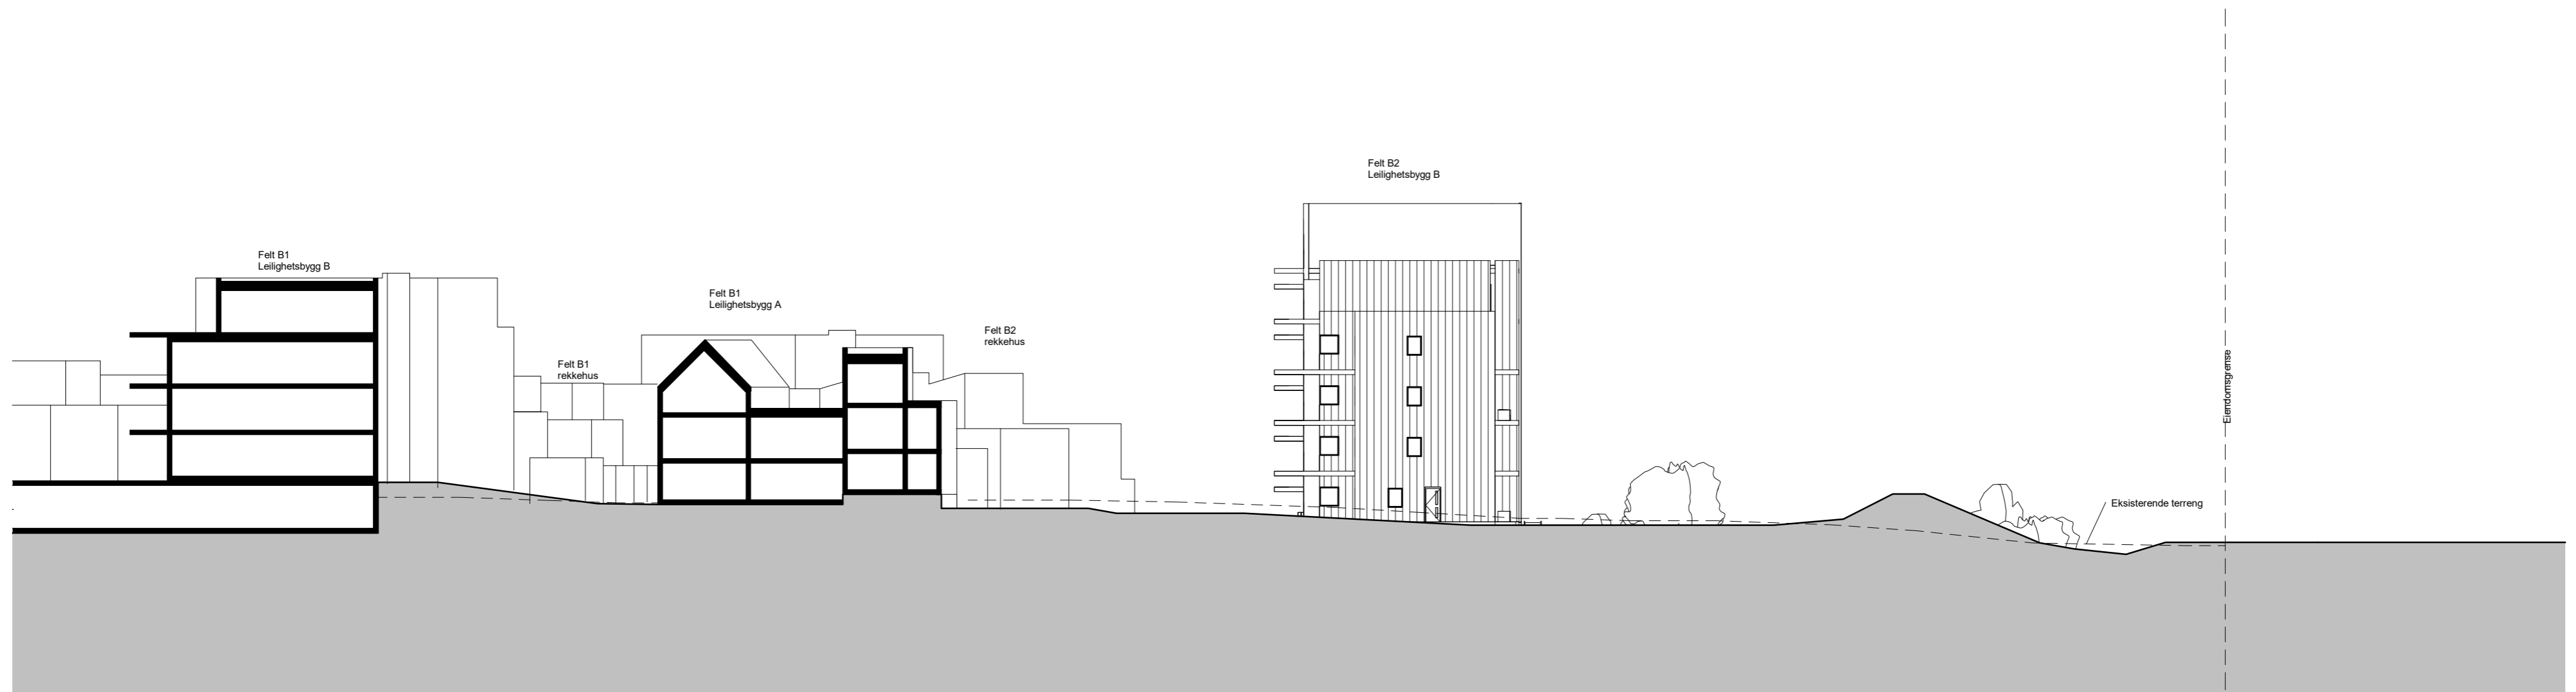 Felt B2
Leilighetsbygg B
Felt B1
Leilighetsbygg B
Felt B1
Leilighetsbygg A
Felt B2
rekkehus
Felt B1
rekkehus
Eiendomsgrense
Eksisterende terreng